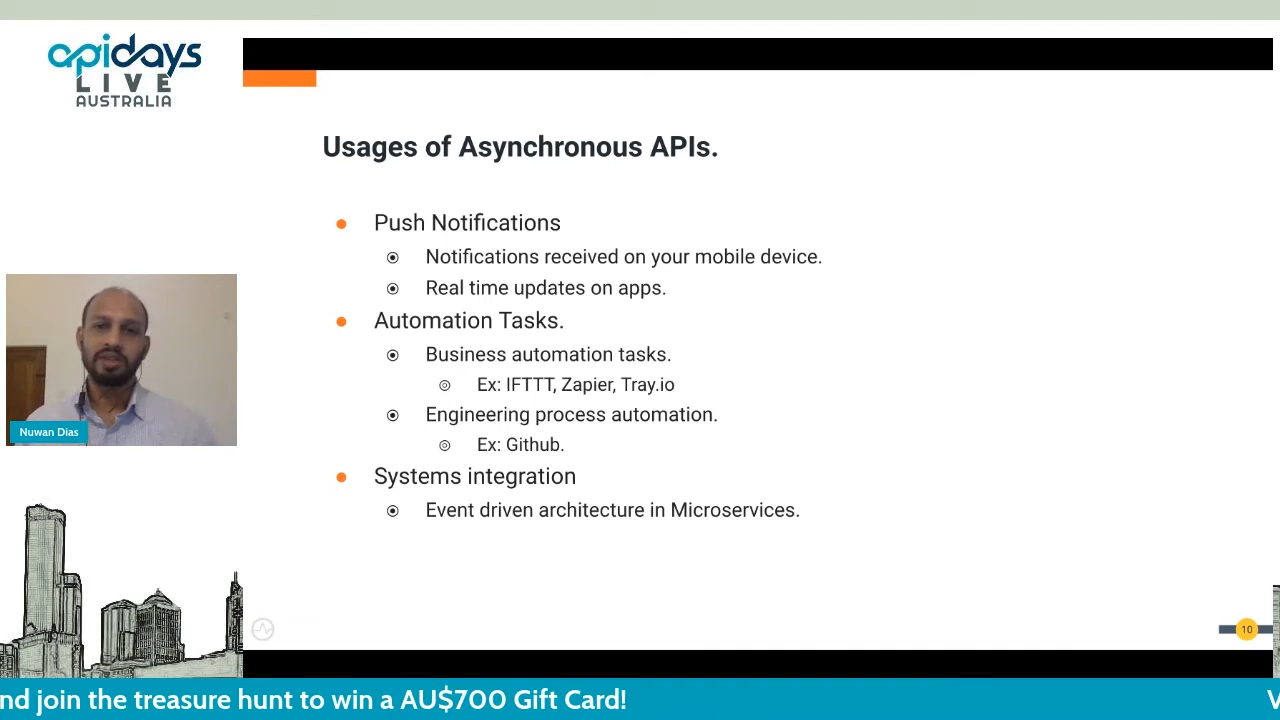 apidays
LIVE
AUSTRALIA
Usages of Asynchronous APIs.
Push Notifications
Notifications received on your mobile device.
Real time updates on apps.
Automation Tasks.
Business automation tasks.
Ex: IFTTT, Zapier, Tray.io
Engineering process automation.
Ex: Github.
Systems integration
Event driven architecture in Microservices.
Nuwan Dias
10
nd join the treasure hunt to win a AU$700 Gift Card!
V